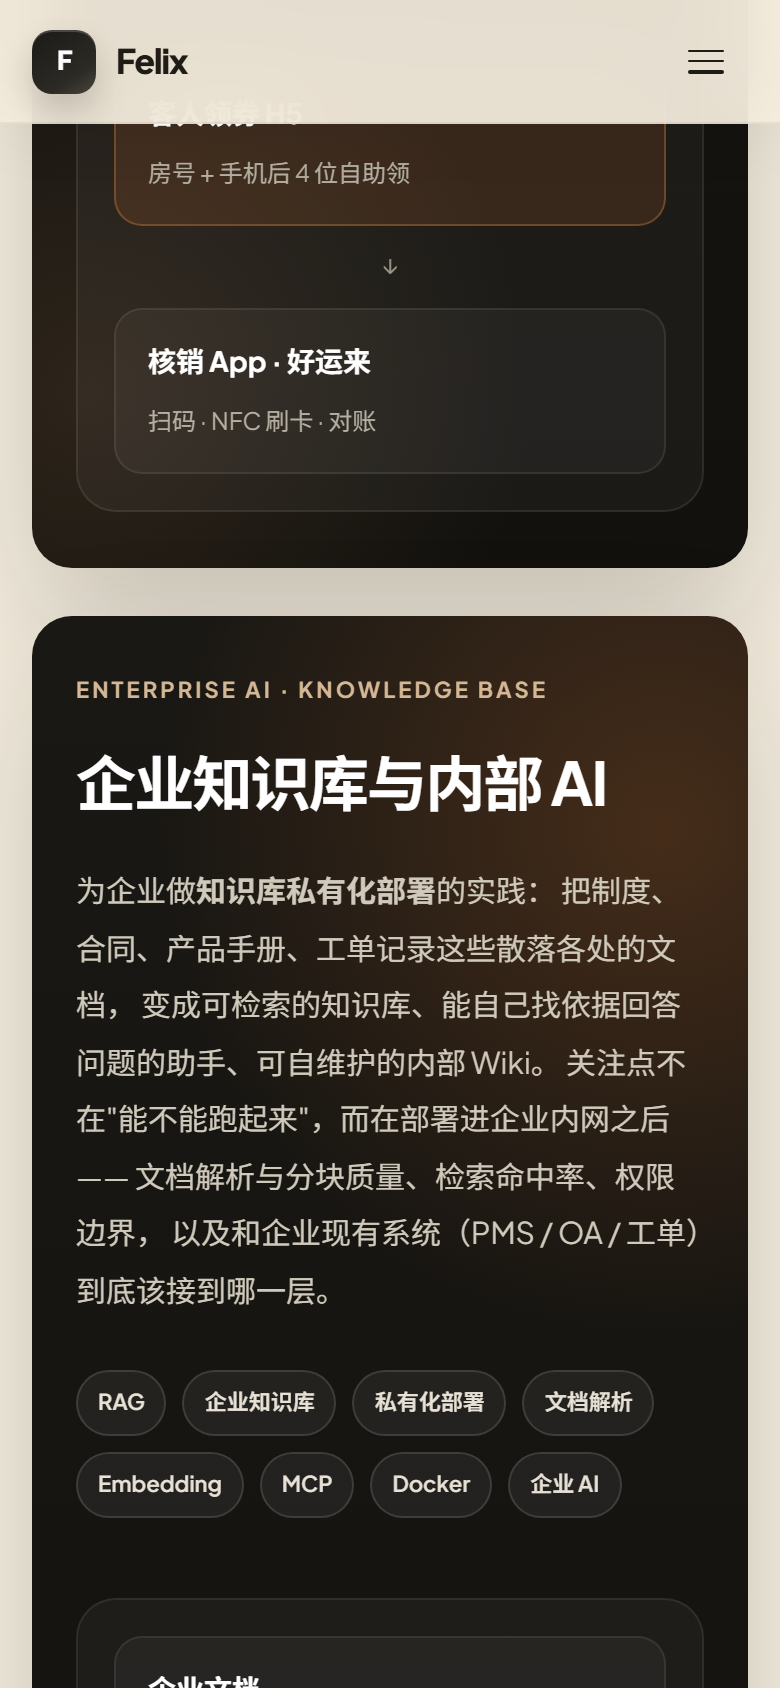 F
Felix
客人领券 H5
房号 + 手机后 4 位自助领
↓
核销 App · 好运来
扫码 · NFC 刷卡 · 对账
ENTERPRISE AI · KNOWLEDGE BASE
企业知识库与内部 AI
为企业做知识库私有化部署的实践： 把制度、
合同、产品手册、工单记录这些散落各处的文
档， 变成可检索的知识库、能自己找依据回答
问题的助手、可自维护的内部 Wiki。 关注点不
在"能不能跑起来"，而在部署进企业内网之后
—— 文档解析与分块质量、检索命中率、权限
边界， 以及和企业现有系统（PMS / OA / 工单）
到底该接到哪一层。
RAG
企业知识库
私有化部署
文档解析
Embedding
MCP
Docker
企业 AI
企业文档